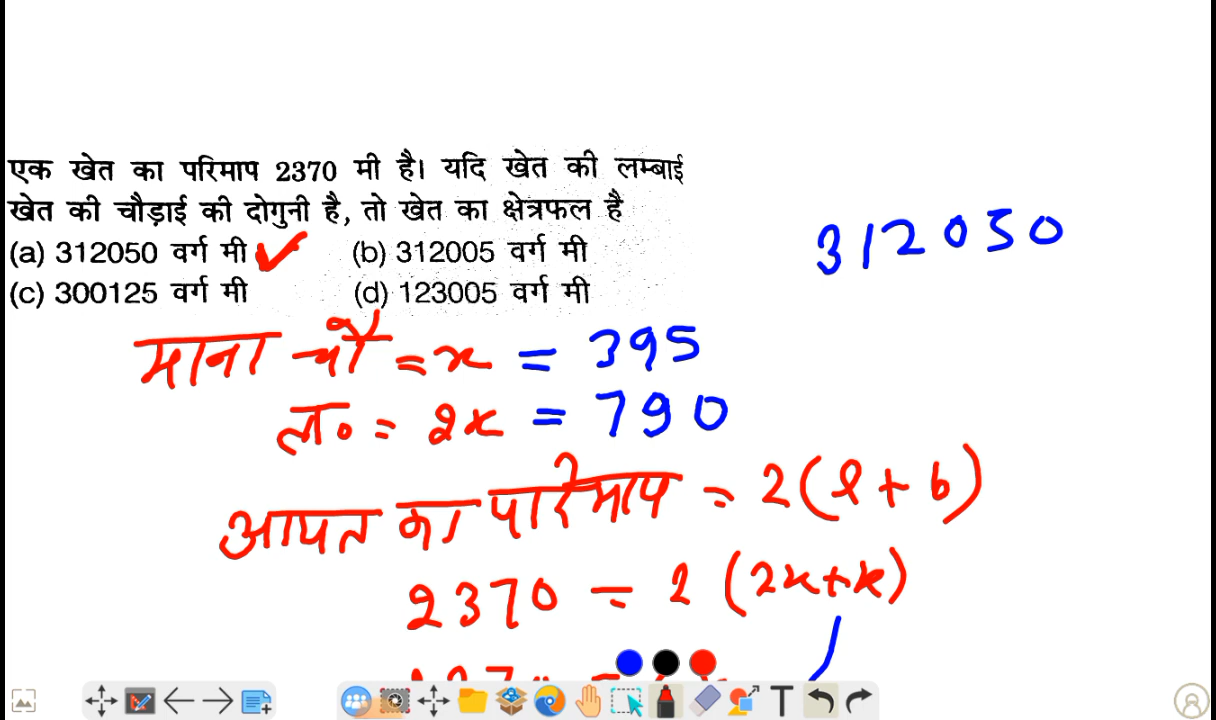 एक खेत का परिमाप 2370 मी है। यदि खेत की लम्बाई
खेत की चौड़ाई की दोगुनी है, तो खेत का क्षेत्रफल है
(a) 312050 वर्ग मी ✓ (b) 312005 वर्ग मी
(c) 300125 वर्ग मी (d) 123005 वर्ग मी
312050
माना चौ = x = 395
ल० = 2x = 790
आयत का परिमाप = 2(l + b)
2370 = 2 (2x+x)
T